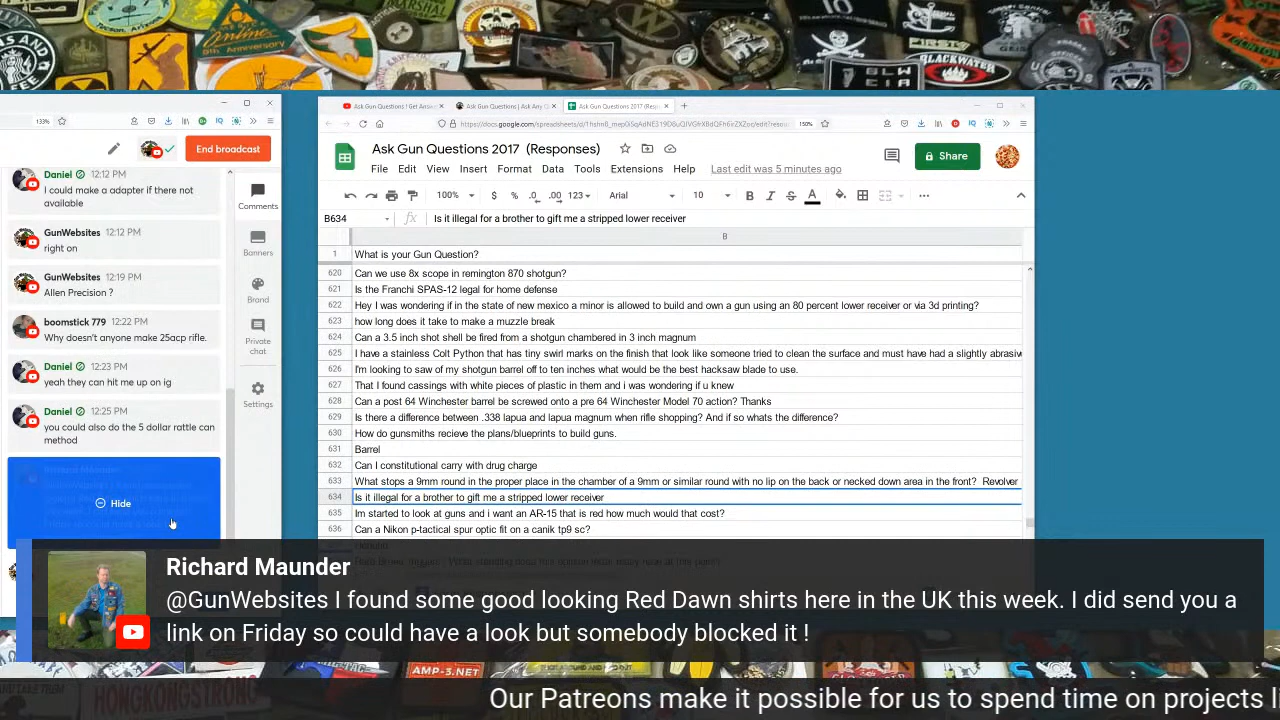 5th Anniversary
BLACKWATER
133%
End broadcast
Daniel 12:12 PM
I could make a adapter if there not
available
GunWebsites 12:12 PM
right on
GunWebsites 12:19 PM
Allen Precision ?
boomstick 779 12:22 PM
Why doesn't anyone make 25acp rifle.
Daniel 12:23 PM
yeah they can hit me up on ig
Daniel 12:25 PM
you could also do the 5 dollar rattle can
method
Hide
Comments
Banners
Brand
Private
chat
Settings
Ask Gun Questions 2017 (Responses)
File Edit View Insert Format Data Tools Extensions Help Last edit was 5 minutes ago
Share
100% $ % .0 .00 123 Arial 10 B I S A
150%
B634 fx Is it illegal for a brother to gift me a stripped lower receiver
B
1 What is your Gun Question?
620 Can we use 8x scope in remington 870 shotgun?
621 Is the Franchi SPAS-12 legal for home defense
622 Hey I was wondering if in the state of new mexico a minor is allowed to build and own a gun using an 80 percent lower receiver or via 3d printing?
623 how long does it take to make a muzzle break
624 Can a 3.5 inch shot shell be fired from a shotgun chambered in 3 inch magnum
625 I have a stainless Colt Python that has tiny swirl marks on the finish that look like someone tried to clean the surface and must have had a slightly
626 I'm looking to saw of my shotgun barrel off to ten inches what would be the best hacksaw blade to use.
627 That I found cassings with white pieces of plastic in them and i was wondering if u knew
628 Can a post 64 Winchester barrel be screwed onto a pre 64 Winchester Model 70 action? Thanks
629 Is there a difference between .338 lapua and lapua magnum when rifle shopping? And if so whats the difference?
630 How do gunsmiths recieve the plans/blueprints to build guns.
631 Barrel
632 Can I constitutional carry with drug charge
633 What stops a 9mm round in the proper place in the chamber of a 9mm or similar round with no lip on the back or necked down area in the front? Revolver
634 Is it illegal for a brother to gift me a stripped lower receiver
635 Im started to look at guns and i want an AR-15 that is red how much would that cost?
636 Can a Nikon p-tactical spur optic fit on a canik tp9 sc?
Richard Maunder
@GunWebsites I found some good looking Red Dawn shirts here in the UK this week. I did send you a
link on Friday so could have a look but somebody blocked it !
AMP-3.NET
HONGKONGSTRONG
Our Patreons make it possible for us to spend time on projects